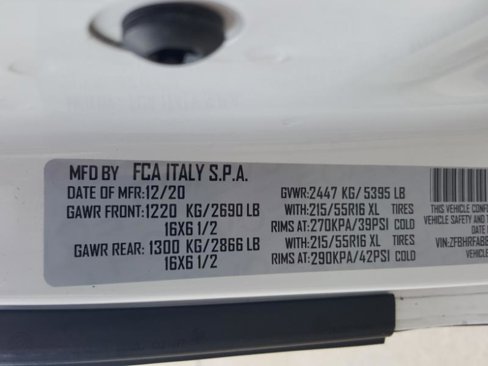 MFD BY FCA ITALY S.P.A.
DATE OF MFR:12/20 GVWR:2447 KG/ 5395 LB
GAWR FRONT:1220 KG/2690 LB WITH:215/55R16 XL TIRES
16X6 1/2 RIMS AT:270KPA/39PSI COLD
GAWR REAR: 1300 KG/2866 LB WITH:215/55R16 XL TIRES
16X6 1/2 RIMS AT:290KPA/42PSI COLD
THIS VEHICLE CONF
VEHICLE SAFETY AND
DATE
VEHICLE